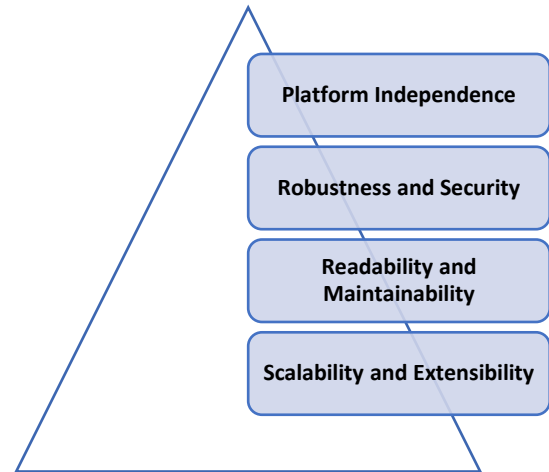 Platform Independence
Robustness and Security
Readability and
Maintainability
Scalability and Extensibility